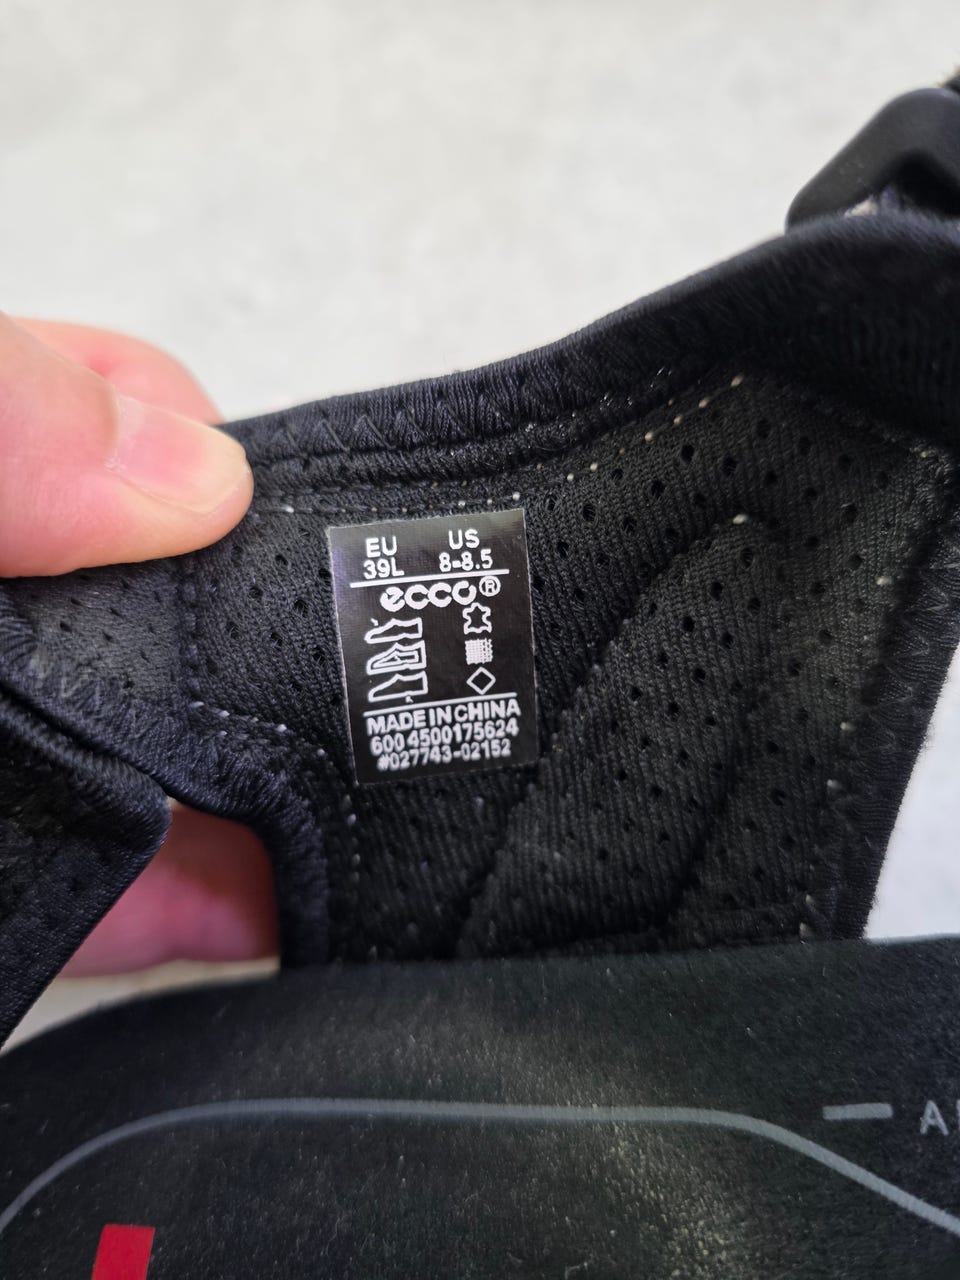 EU US
39L 8-8.5
ecco®
MADE IN CHINA
600 4500175624
#027743-02152